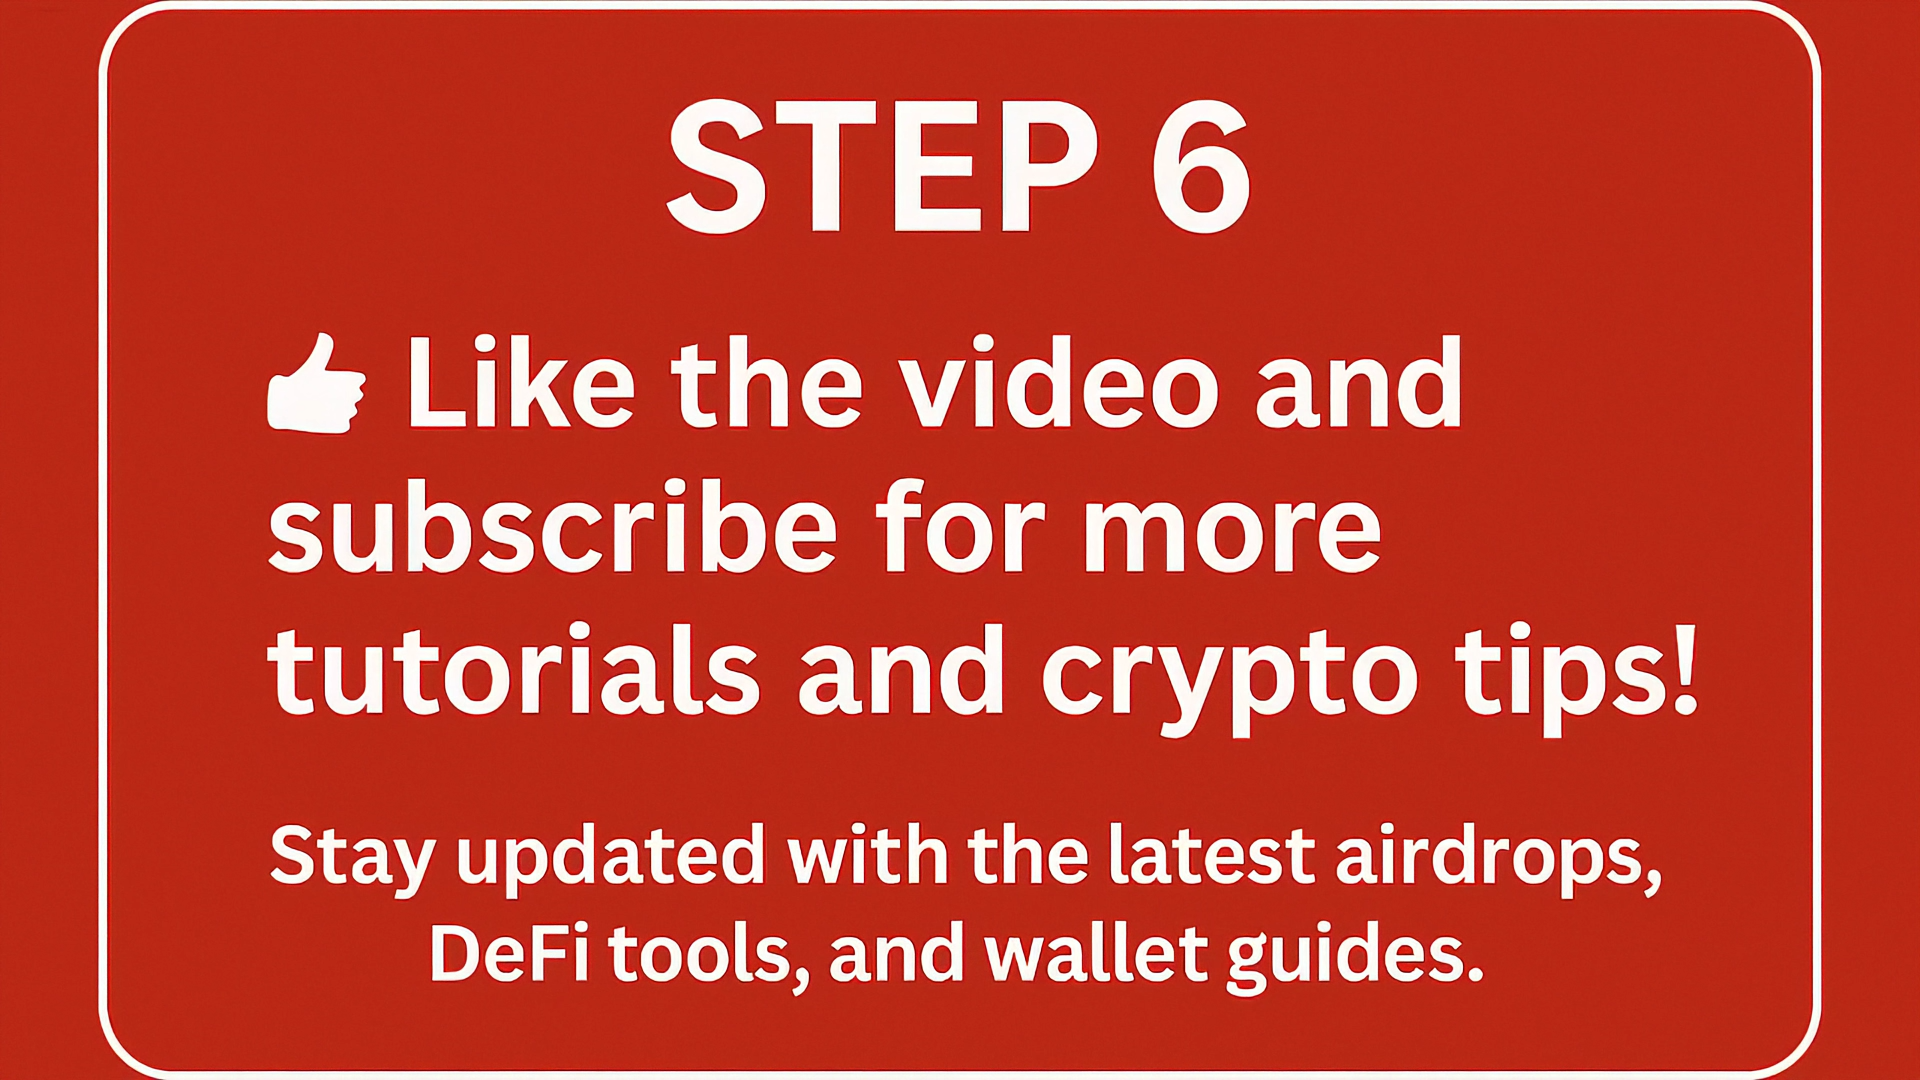 STEP 6
👍 Like the video and
subscribe for more
tutorials and crypto tips!
Stay updated with the latest airdrops,
DeFi tools, and wallet guides.